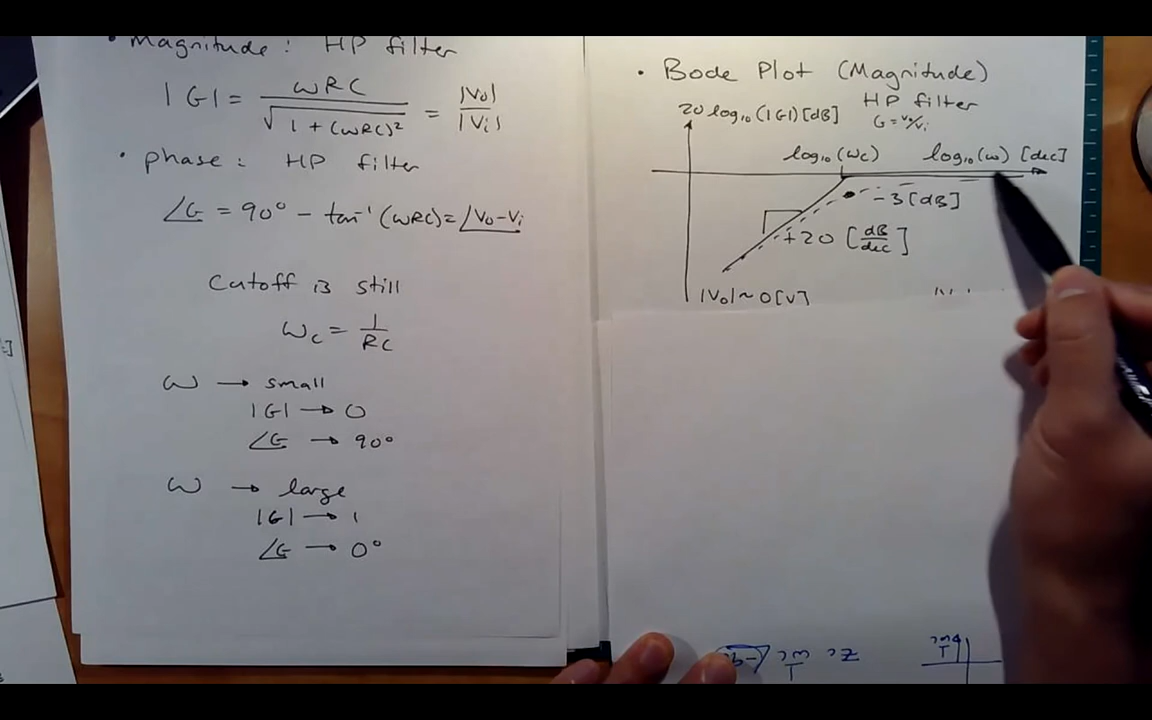 • Magnitude: HP filter
|G| = ωRC / √(1 + (ωRC)²) = |Vo| / |Vi|
• phase: HP filter
∠G = 90° - tan⁻¹(ωRC) = ∠Vo-Vi
Cutoff is still
ωc = 1/RC
ω → small
|G| → 0
∠G → 90°
ω → large
|G| → 1
∠G → 0°
• Bode Plot (Magnitude)
20 log₁₀(|G|) [dB]
HP filter
G = Vo/Vi
log₁₀(ωc)
log₁₀(ω) [dec]
-3 [dB]
+20 [dB/dec]
|Vo| ~ 0[V]